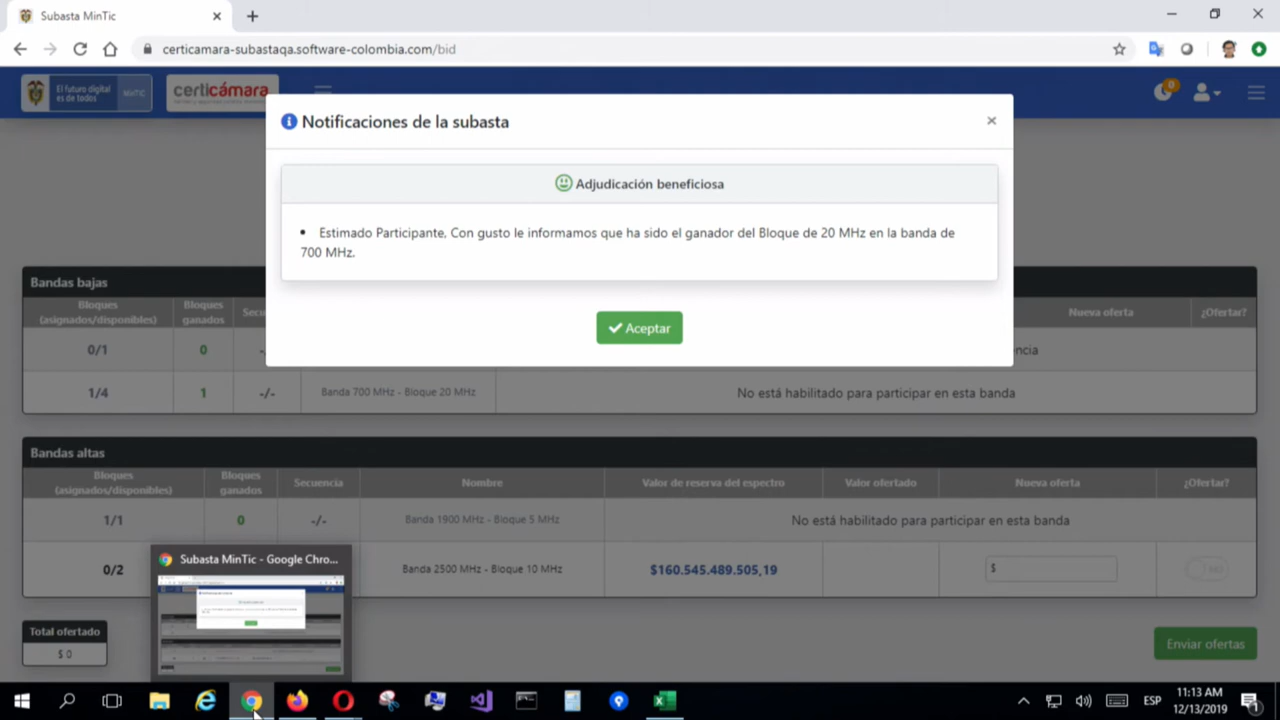 Subasta MinTic
certicamara-subastaqa.software-colombia.com/bid
El futuro digital
es de todos
MinTIC
certicámara
0
Notificaciones de la subasta
×
Adjudicación beneficiosa
• Estimado Participante. Con gusto le informamos que ha sido el ganador del Bloque de 20 MHz en la banda de
700 MHz.
Aceptar
Bandas bajas
Bloques
(asignados/disponibles)
Bloques
ganados
Secu
Nueva oferta
¿Ofertar?
0/1
0
-/
ncia
1/4
1
-/-
Banda 700 MHz - Bloque 20 MHz
No está habilitado para participar en esta banda
Bandas altas
Bloques
(asignados/disponibles)
Bloques
ganados
Secuencia
Nombre
Valor de reserva del espectro
Valor ofertado
Nueva oferta
¿Ofertar?
1/1
0
-/-
Banda 1900 MHz - Bloque 5 MHz
No está habilitado para participar en esta banda
0/2
Banda 2500 MHz - Bloque 10 MHz
$160.545.489.505,19
$
NO
Subasta MinTic - Google Chro...
Total ofertado
$ 0
Enviar ofertas
ESP
11:13 AM
12/13/2019
1